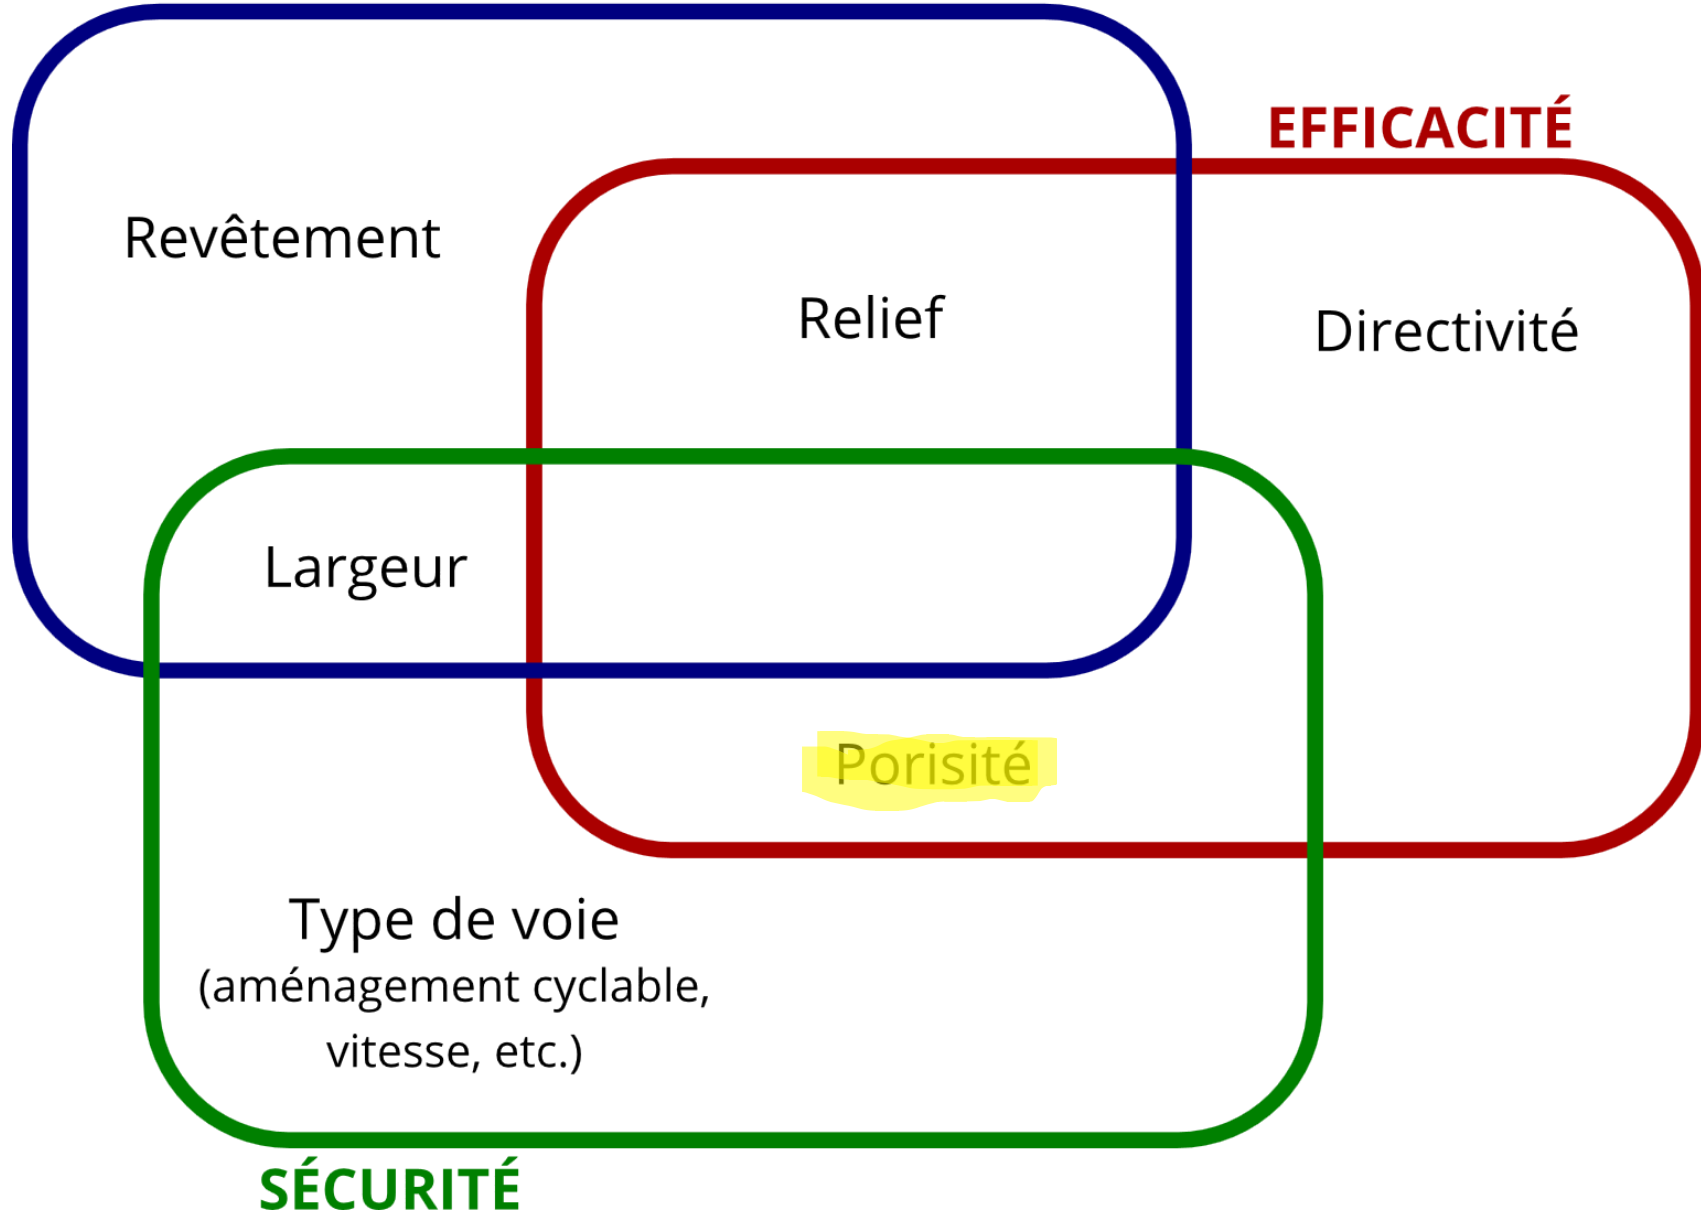 EFFICACITÉ
Revêtement
Relief
Directivité
Largeur
Porisité
Type de voie
(aménagement cyclable,
vitesse, etc.)
SÉCURITÉ